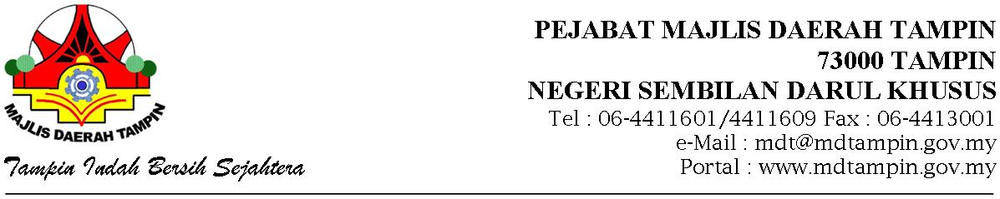 MAJLIS DAERAH TAMPIN
Tampin Indah Bersih Sejahtera
PEJABAT MAJLIS DAERAH TAMPIN
73000 TAMPIN
NEGERI SEMBILAN DARUL KHUSUS
Tel : 06-4411601/4411609 Fax : 06-4413001
e-Mail : mdt@mdtampin.gov.my
Portal : www.mdtampin.gov.my